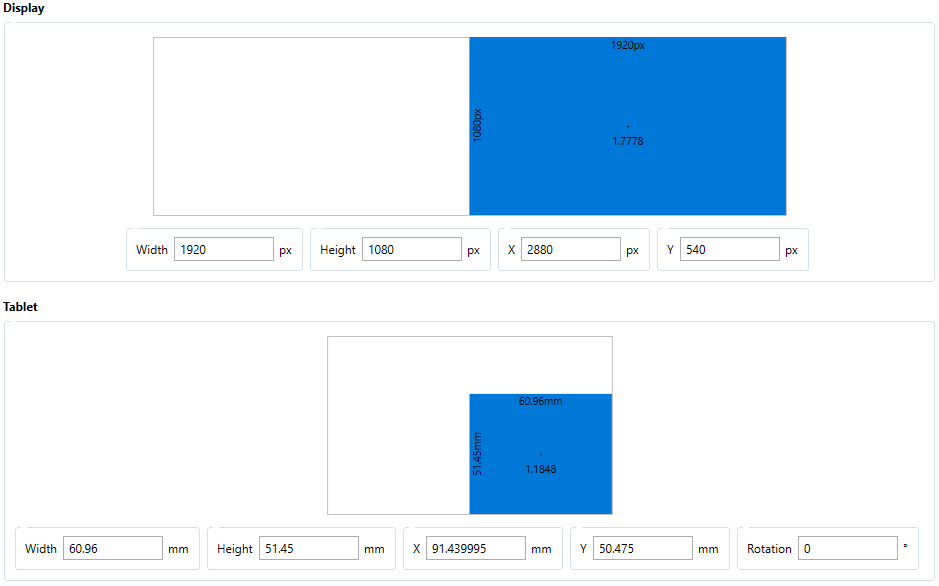 Display
1920px
1080px
1.7778
Width 1920 px Height 1080 px X 2880 px Y 540 px
Tablet
60.96mm
51.45mm
1.1848
Width 60.96 mm Height 51.45 mm X 91.439995 mm Y 50.475 mm Rotation 0 °